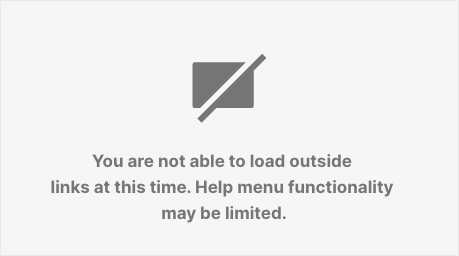 You are not able to load outside
links at this time. Help menu functionality
may be limited.